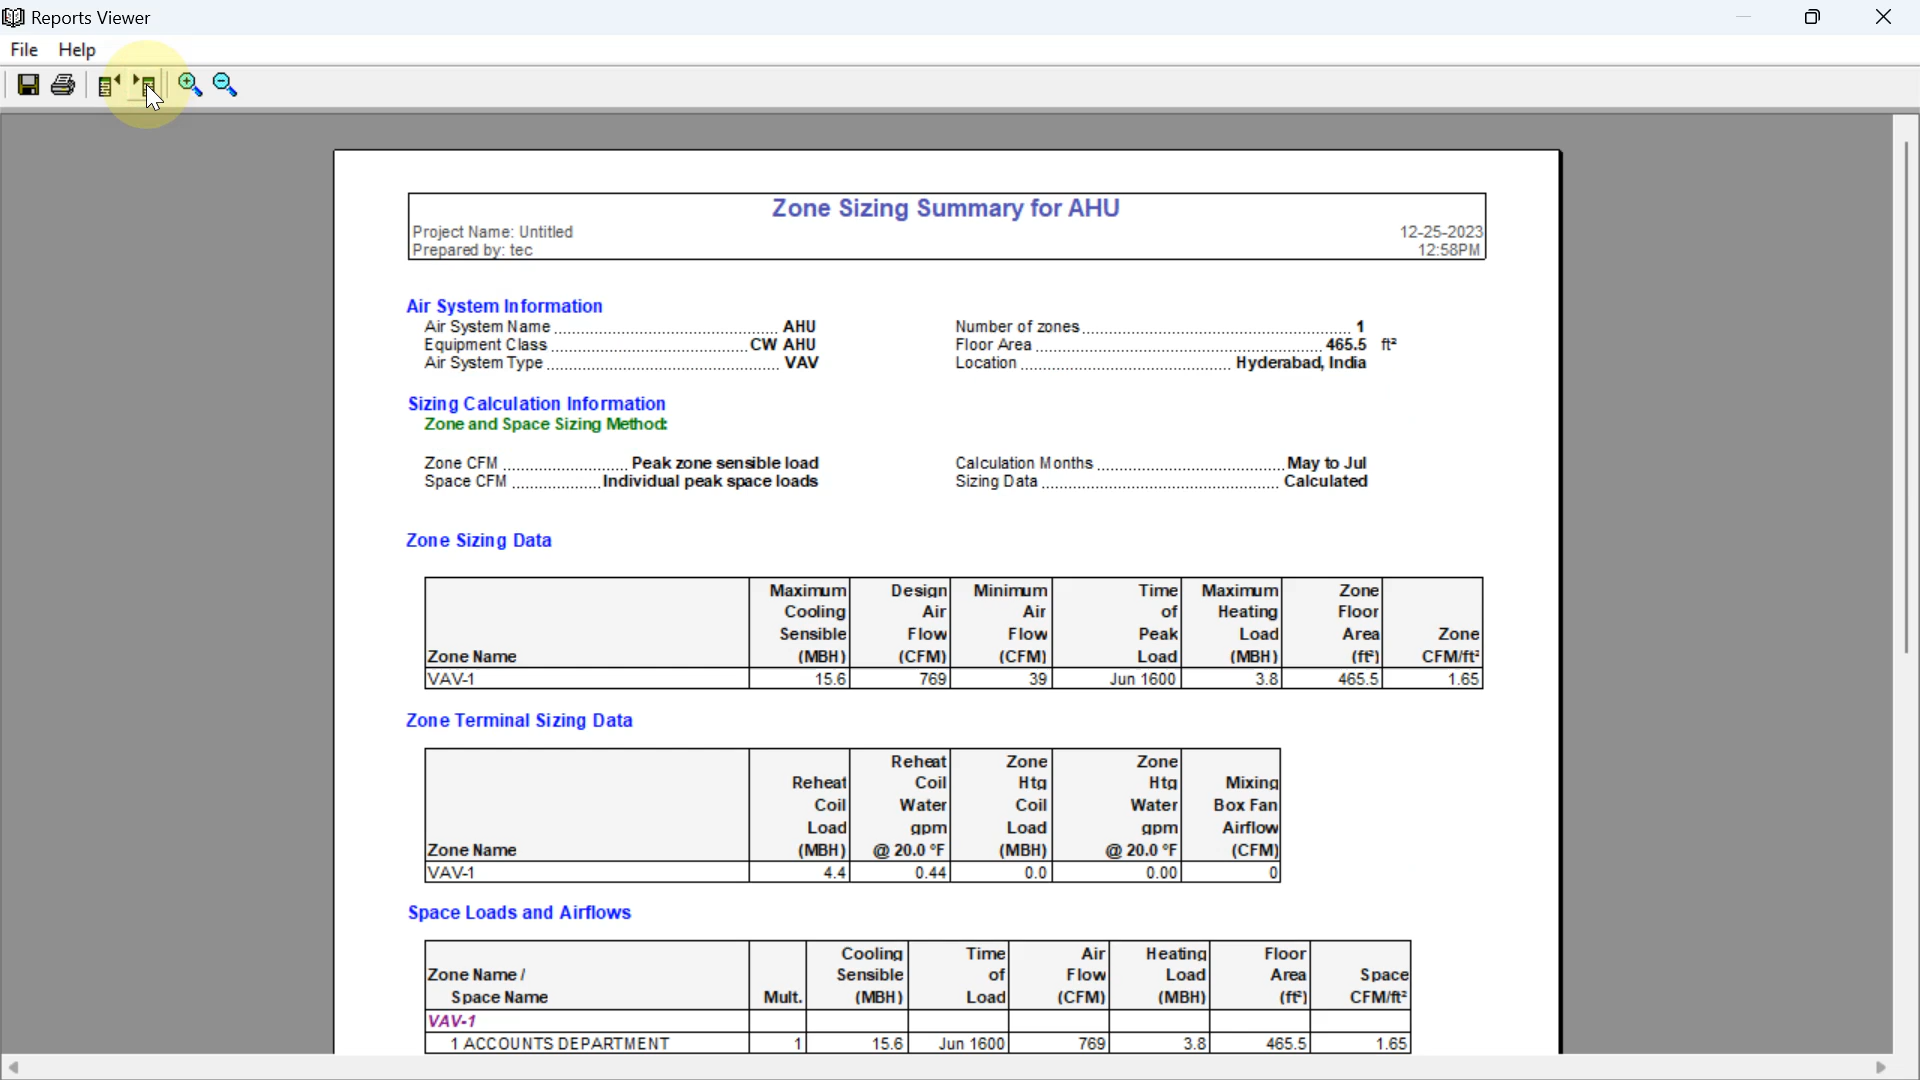 Reports Viewer
File Help
Zone Sizing Summary for AHU
Project Name: Untitled 12-25-2023
Prepared by: tec 12:58PM
Air System Information
Air System Name AHU Number of zones 1
Equipment Class CW AHU Floor Area 465.5 ft²
Air System Type VAV Location Hyderabad, India
Sizing Calculation Information
Zone and Space Sizing Method:
Zone CFM Peak zone sensible load Calculation Months May to Jul
Space CFM Individual peak space loads Sizing Data Calculated
Zone Sizing Data
Maximum Design Minimum Time Maximum Zone
Cooling Air Air of Heating Floor
Sensible Flow Flow Peak Load Area Zone
Zone Name (MBH) (CFM) (CFM) Load (MBH) (ft²) CFM/ft²
VAV-1 15.6 769 39 Jun 1600 3.8 465.5 1.65
Zone Terminal Sizing Data
Reheat Zone Zone
Reheat Coil Htg Htg Mixing
Coil Water Coil Water Box Fan
Load gpm Load gpm Airflow
Zone Name (MBH) @ 20.0 °F (MBH) @ 20.0 °F (CFM)
VAV-1 4.4 0.44 0.0 0.00 0
Space Loads and Airflows
Cooling Time Air Heating Floor
Zone Name / Sensible of Flow Load Area Space
Space Name Mult. (MBH) Load (CFM) (MBH) (ft²) CFM/ft²
VAV-1
1 ACCOUNTS DEPARTMENT 1 15.6 Jun 1600 769 3.8 465.5 1.65